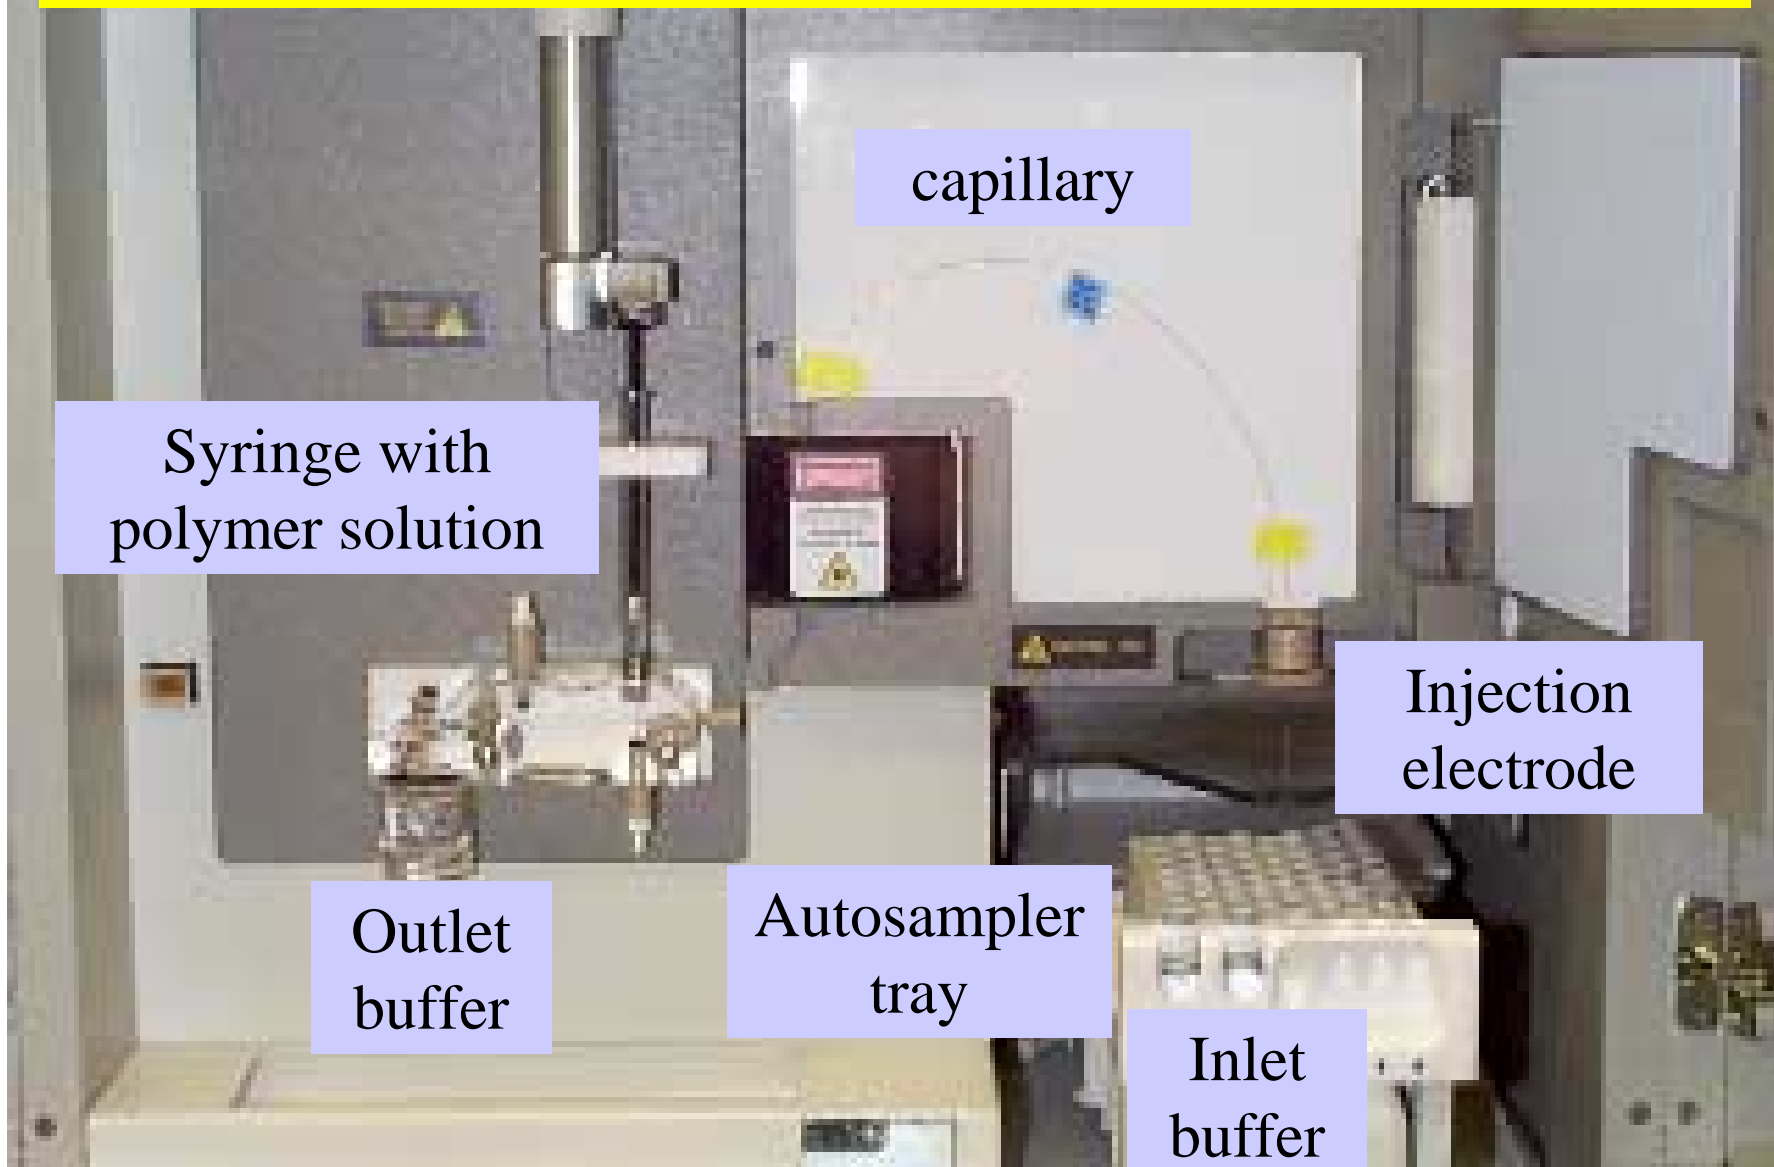 capillary
Syringe with
polymer solution
Injection
electrode
Outlet
buffer
Autosampler
tray
Inlet
buffer